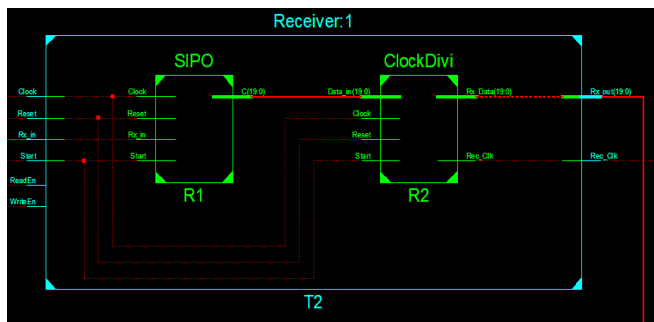 Receiver:1
SIPO ClockDivi
Clock Clock C(19:0) Data_in(19:0) Rx_Data(19:0) Rx_out(19:0)
Reset Reset Clock
Rx_in Rx_in Reset
Start Start Start Rec_Clk Rec_Clk
ReadEn
R1 R2
WriteEn
T2